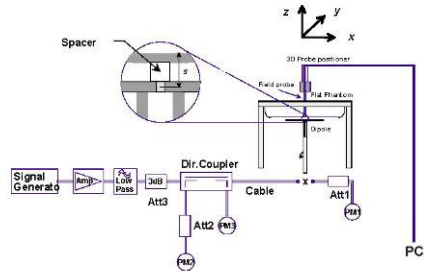 z
y
x
Spacer
s
3D Probe positioner
Field probe
Flat Phantom
Dipole
Signal
Generato
Amp
Low
Pass
3dB
Att3
Dir.Coupler
Cable
x
Att1
PM1
Att2
PM3
PM2
PC